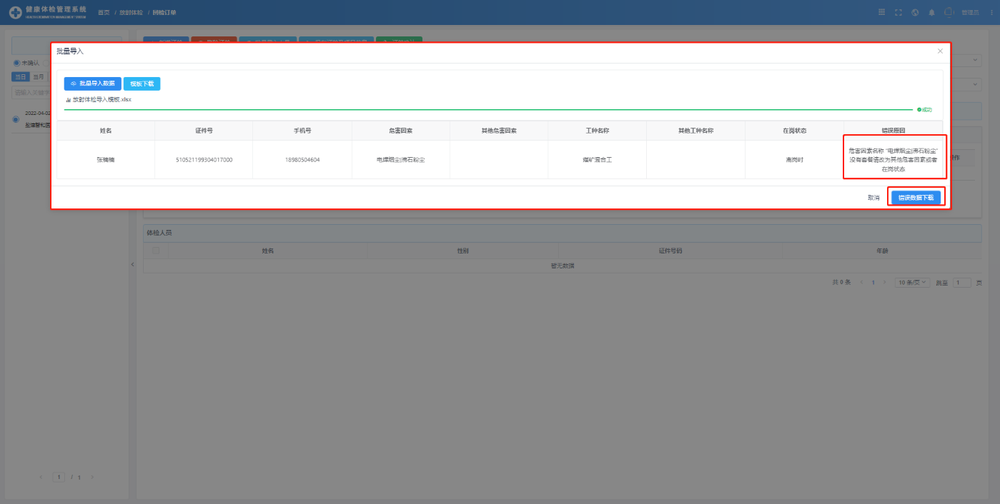 健康体检管理系统
首页 / 放射体检 / 团检订单
管理员
批量导入
未确认
批量导入数据 模板下载
当日 当月
放射体检导入模板.xlsx
请输入关键字
成功
2022-04-02
姓名 证件号 手机号 危害因素 其他危害因素 工种名称 其他工种名称 在岗状态 错误原因
张楠楠 510521199304017000 18980504604 电焊烟尘|沸石粉尘 煤矿混合工 离岗时
危害因素名称 "电焊烟尘|沸石粉尘"
没有套餐请改为其他危害因素或者
在岗状态
取消 错误数据下载
体检人员
姓名 性别 证件号码 年龄
暂无数据
共 0 条 1 10 条/页 跳至 1 页
1 / 1